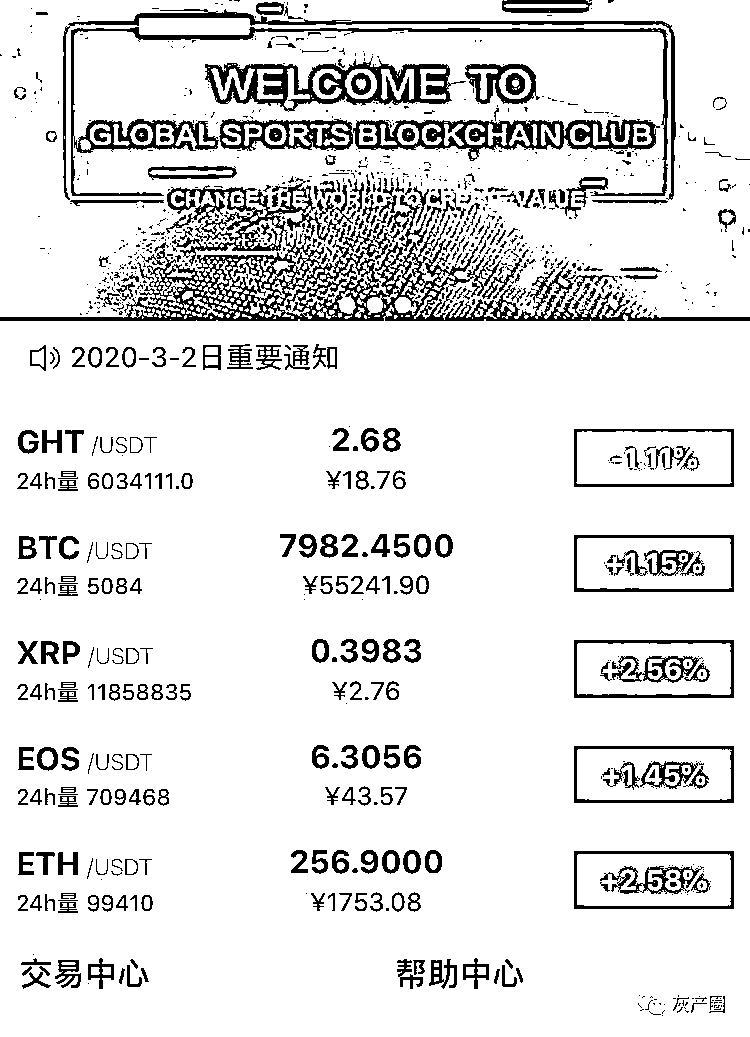 WELCOME TO
GLOBAL SPORTS BLOCKCHAIN CLUB
CHANGE THE WORLD TO CREATE VALUE
2020-3-2日重要通知
GHT /USDT 2.68 -1.11%
24h量 6034111.0 ¥18.76
BTC /USDT 7982.4500 +1.15%
24h量 5084 ¥55241.90
XRP /USDT 0.3983 +2.56%
24h量 11858835 ¥2.76
EOS /USDT 6.3056 +1.45%
24h量 709468 ¥43.57
ETH /USDT 256.9000 +2.58%
24h量 99410 ¥1753.08
交易中心 帮助中心
灰产圈